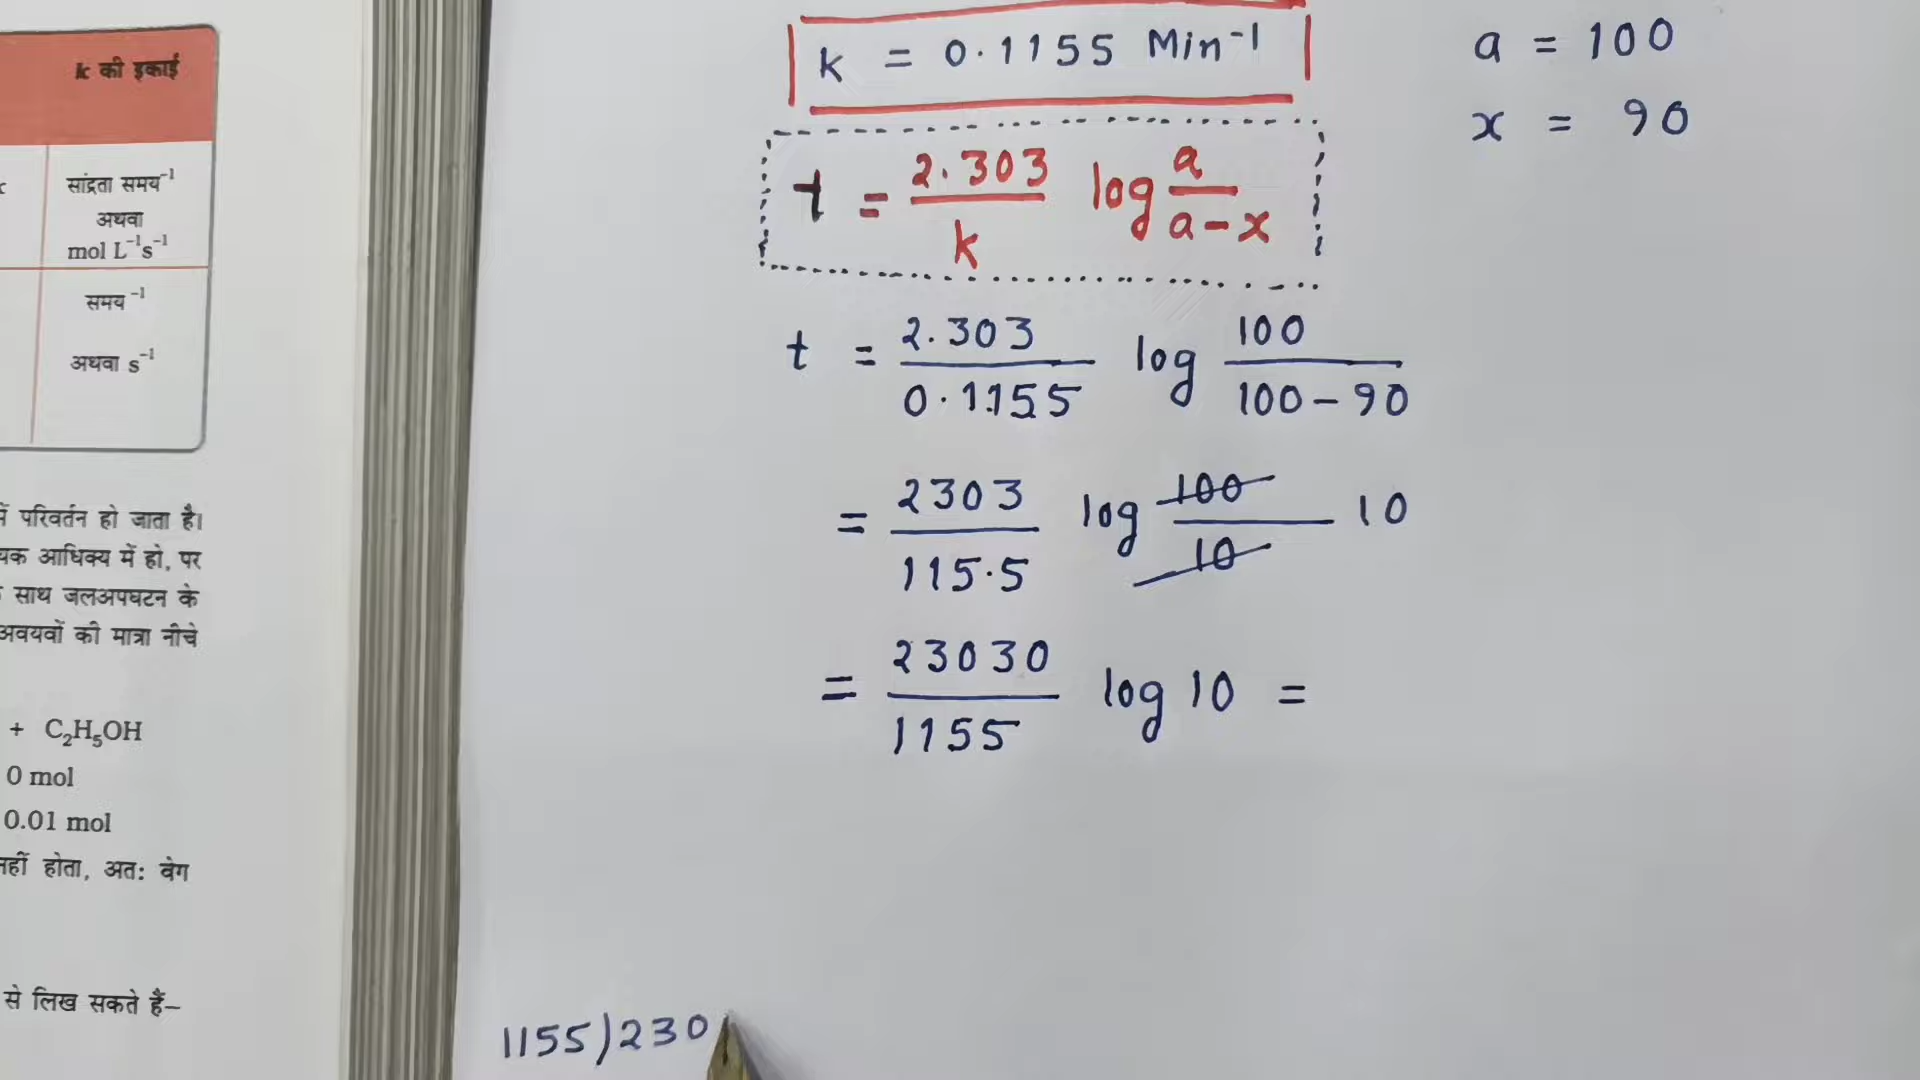 k की इकाई
सांद्रता समय⁻¹
अथवा
mol L⁻¹s⁻¹
समय⁻¹
अथवा s⁻¹
में परिवर्तन हो जाता है।
आधिक्य में हो, पर
साथ जलअपघटन के
अवयवों की मात्रा नीचे
+ C₂H₅OH
0 mol
0.01 mol
नहीं होता, अतः वेग
से लिख सकते हैं–
k = 0.1155 Min⁻¹
a = 100
x = 90
t = 2.303/k log a/(a-x)
t = 2.303/0.1155 log 100/(100-90)
= 2303/115.5 log 100/10 10
= 23030/1155 log 10 =
1155)230